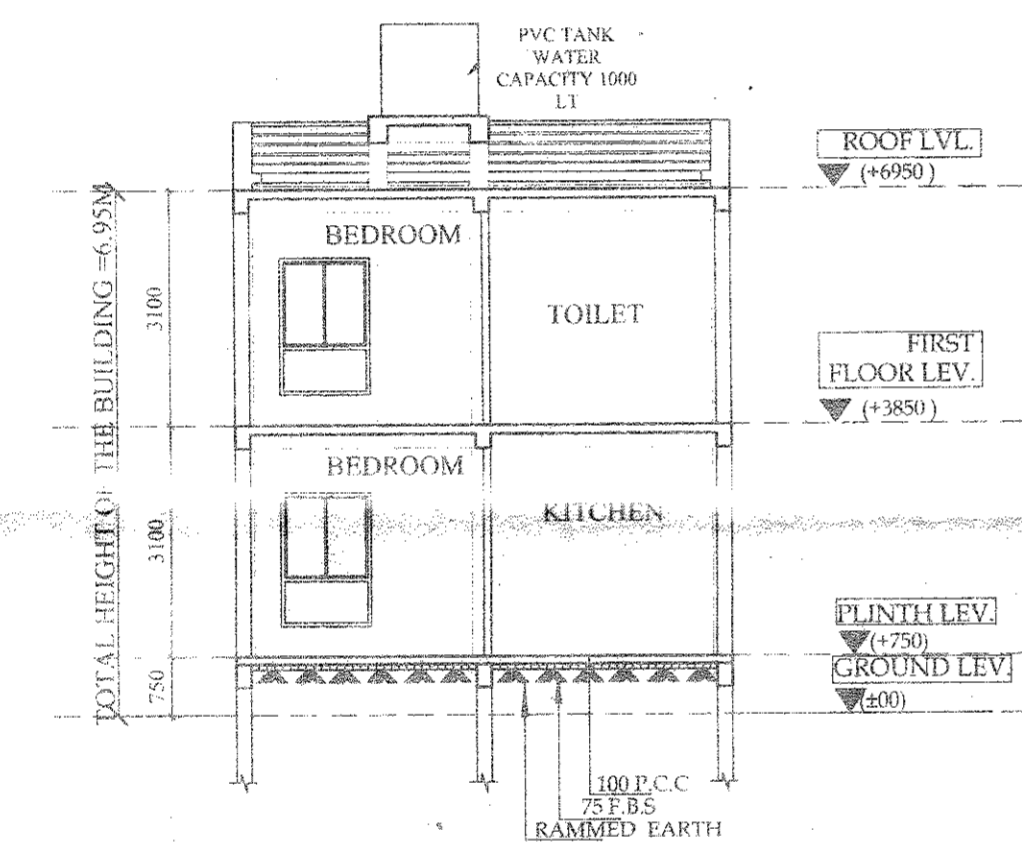 PVC TANK
WATER
CAPACITY 1000
LT
ROOF LVL.
(+6950)
BEDROOM
TOILET
FIRST
FLOOR LEV.
(+3850)
BEDROOM
KITCHEN
PLINTH LEV.
(+750)
GROUND LEV.
(±00)
TOTAL HEIGHT OF THE BUILDING =6.95M
3100
3100
750
100 P.C.C
75 F.B.S
RAMMED EARTH